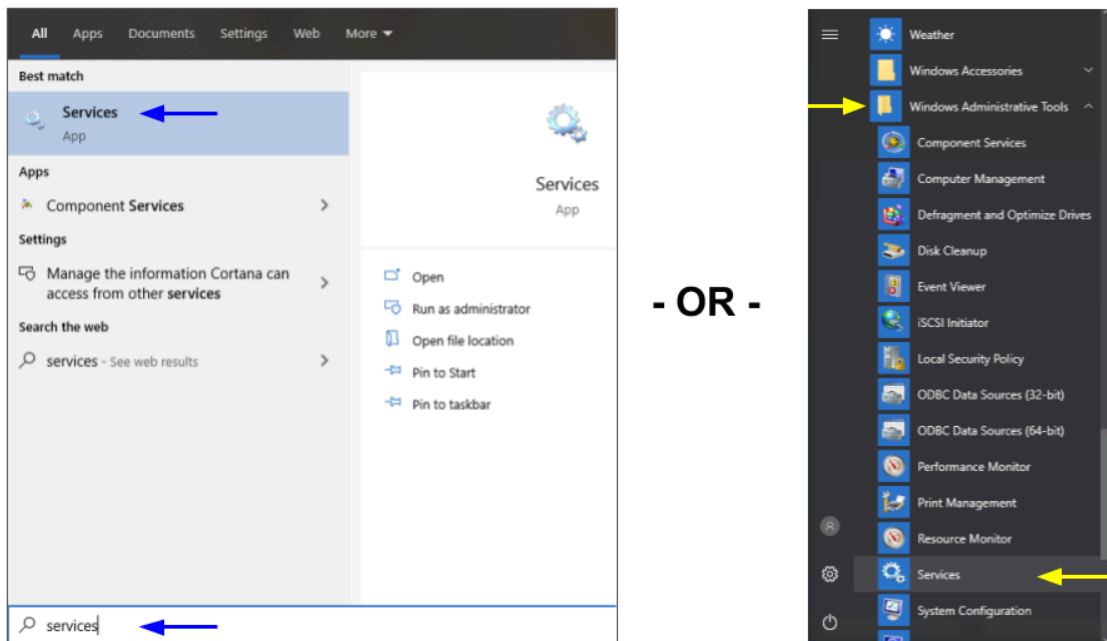 All Apps Documents Settings Web More
Best match
Services
App
Apps
Component Services
Settings
Manage the information Cortana can
access from other services
Search the web
services - See web results
services
Services
App
Open
Run as administrator
Open file location
Pin to Start
Pin to taskbar
- OR -
Weather
Windows Accessories
Windows Administrative Tools
Component Services
Computer Management
Defragment and Optimize Drives
Disk Cleanup
Event Viewer
iSCSI Initiator
Local Security Policy
ODBC Data Sources (32-bit)
ODBC Data Sources (64-bit)
Performance Monitor
Print Management
Resource Monitor
Services
System Configuration